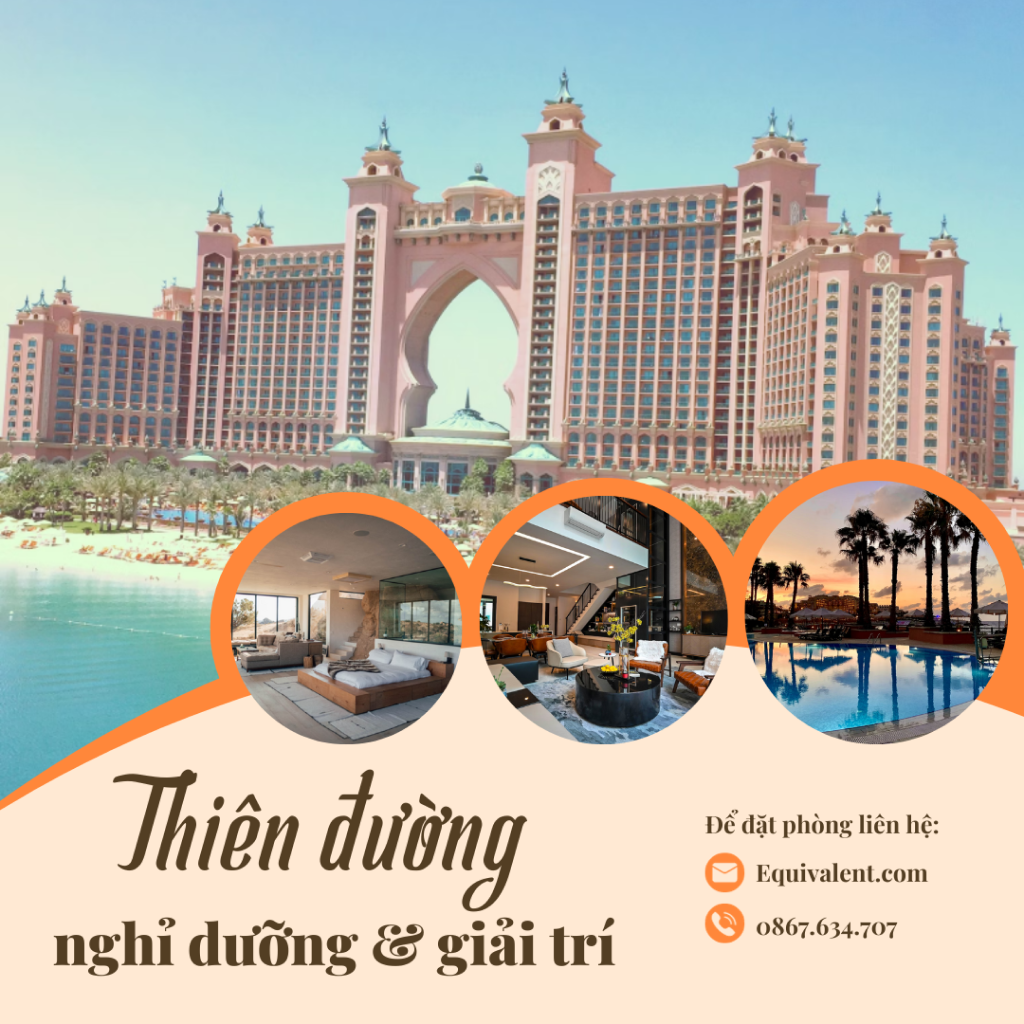 Thiên đường
nghỉ dưỡng & giải trí
Để đặt phòng liên hệ:
Equivalent.com
0867.634.707